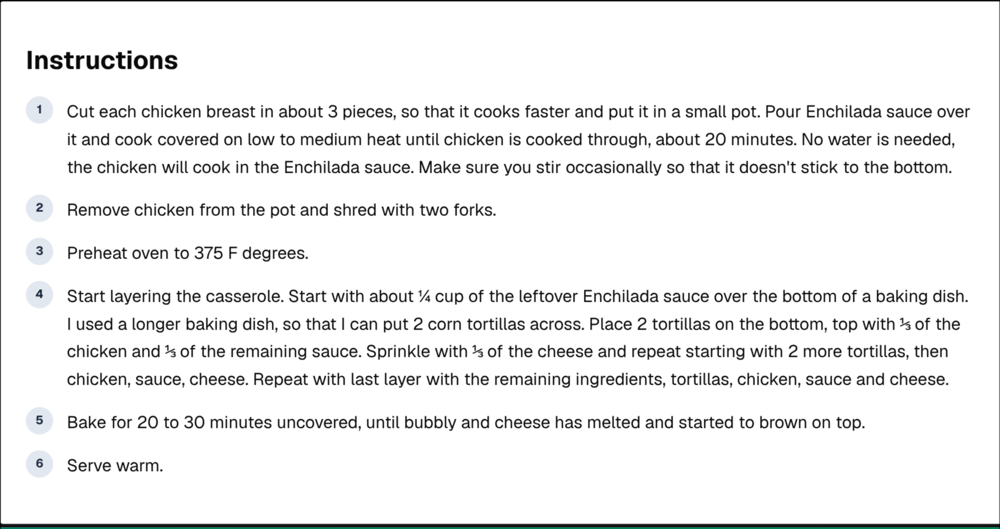 Instructions
1
Cut each chicken breast in about 3 pieces, so that it cooks faster and put it in a small pot. Pour Enchilada sauce over
it and cook covered on low to medium heat until chicken is cooked through, about 20 minutes. No water is needed,
the chicken will cook in the Enchilada sauce. Make sure you stir occasionally so that it doesn't stick to the bottom.
2
Remove chicken from the pot and shred with two forks.
3
Preheat oven to 375 F degrees.
4
Start layering the casserole. Start with about ¼ cup of the leftover Enchilada sauce over the bottom of a baking dish.
I used a longer baking dish, so that I can put 2 corn tortillas across. Place 2 tortillas on the bottom, top with ⅓ of the
chicken and ⅓ of the remaining sauce. Sprinkle with ⅓ of the cheese and repeat starting with 2 more tortillas, then
chicken, sauce, cheese. Repeat with last layer with the remaining ingredients, tortillas, chicken, sauce and cheese.
5
Bake for 20 to 30 minutes uncovered, until bubbly and cheese has melted and started to brown on top.
6
Serve warm.